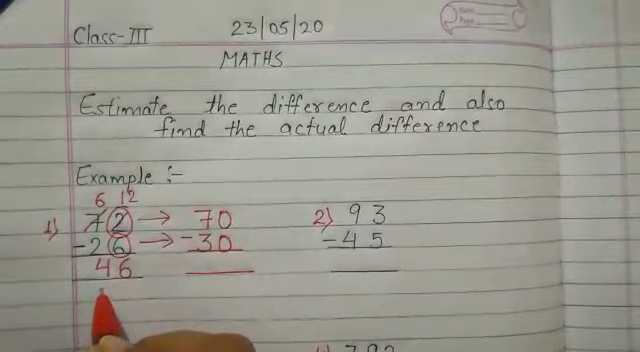 Class-III 23/05/20
MATHS
Estimate the difference and also
find the actual difference
Example :-
6 12
1) 72 → 70 2) 93
-26 → -30 -45
46